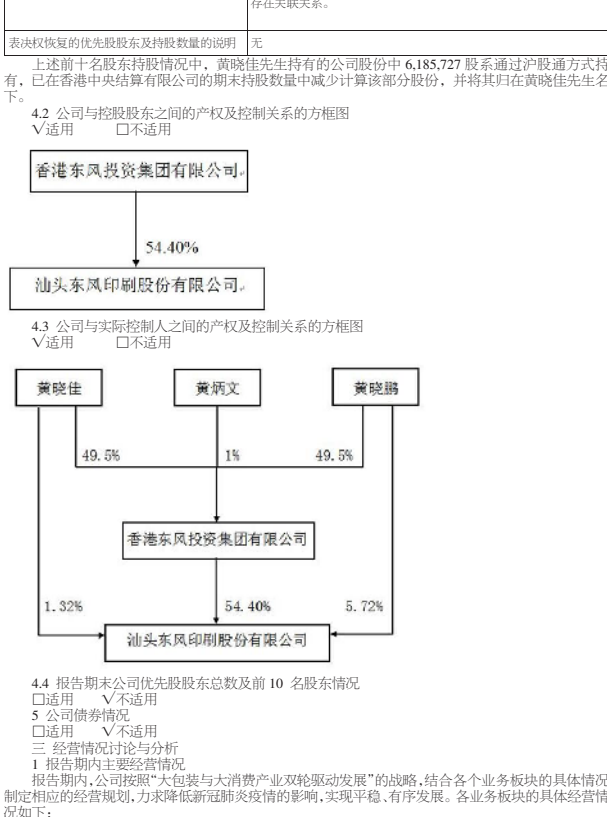 存在关联关系。
表决权恢复的优先股股东及持股数量的说明 无
上述前十名股东持股情况中，黄晓佳先生持有的公司股份中 6,185,727 股系通过沪股通方式持
有，已在香港中央结算有限公司的期末持股数量中减少计算该部分股份，并将其归在黄晓佳先生名
下。
4.2 公司与控股股东之间的产权及控制关系的方框图
√适用 □不适用
香港东风投资集团有限公司
54.40%
汕头东风印刷股份有限公司
4.3 公司与实际控制人之间的产权及控制关系的方框图
√适用 □不适用
黄晓佳 黄炳文 黄晓鹏
49.5% 1% 49.5%
香港东风投资集团有限公司
1.32% 54.40% 5.72%
汕头东风印刷股份有限公司
4.4 报告期末公司优先股股东总数及前 10 名股东情况
□适用 √不适用
5 公司债券情况
□适用 √不适用
三 经营情况讨论与分析
1 报告期内主要经营情况
报告期内,公司按照“大包装与大消费产业双轮驱动发展”的战略,结合各个业务板块的具体情况
制定相应的经营规划,力求降低新冠肺炎疫情的影响,实现平稳、有序发展。各业务板块的具体经营情
况如下: